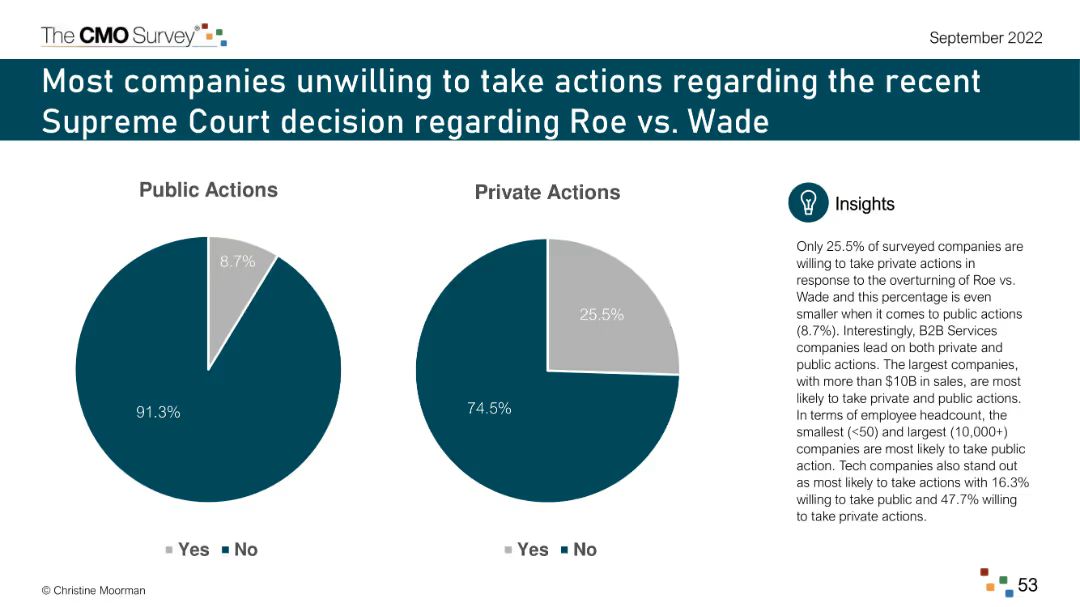 The CMO Survey®
September 2022
Most companies unwilling to take actions regarding the recent
Supreme Court decision regarding Roe vs. Wade
Public Actions
8.7%
91.3%
Yes No
Private Actions
25.5%
74.5%
Yes No
Insights
Only 25.5% of surveyed companies are
willing to take private actions in
response to the overturning of Roe vs.
Wade and this percentage is even
smaller when it comes to public actions
(8.7%). Interestingly, B2B Services
companies lead on both private and
public actions. The largest companies,
with more than $10B in sales, are most
likely to take private and public actions.
In terms of employee headcount, the
smallest (<50) and largest (10,000+)
companies are most likely to take public
action. Tech companies also stand out
as most likely to take actions with 16.3%
willing to take public and 47.7% willing
to take private actions.
© Christine Moorman
53